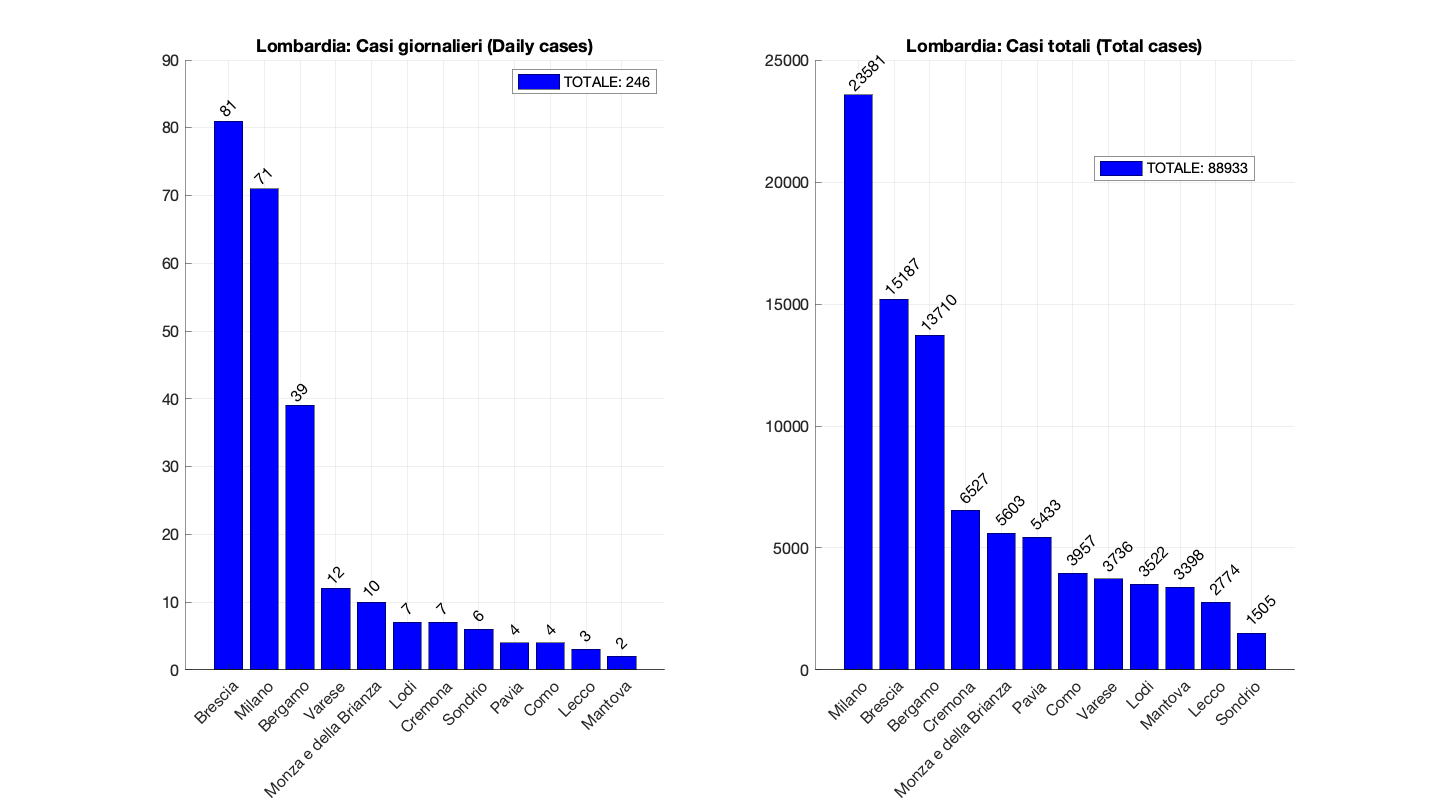 Lombardia: Casi giornalieri (Daily cases)
90
80
70
60
50
40
30
20
10
0
TOTALE: 246
81
71
39
12
10
7
7
6
4
4
3
2
Brescia
Milano
Bergamo
Varese
Monza e della Brianza
Lodi
Cremona
Sondrio
Pavia
Como
Lecco
Mantova
Lombardia: Casi totali (Total cases)
25000
20000
15000
10000
5000
0
TOTALE: 88933
23581
15187
13710
6527
5603
5433
3957
3736
3522
3398
2774
1505
Milano
Brescia
Bergamo
Cremona
Monza e della Brianza
Pavia
Como
Varese
Lodi
Mantova
Lecco
Sondrio